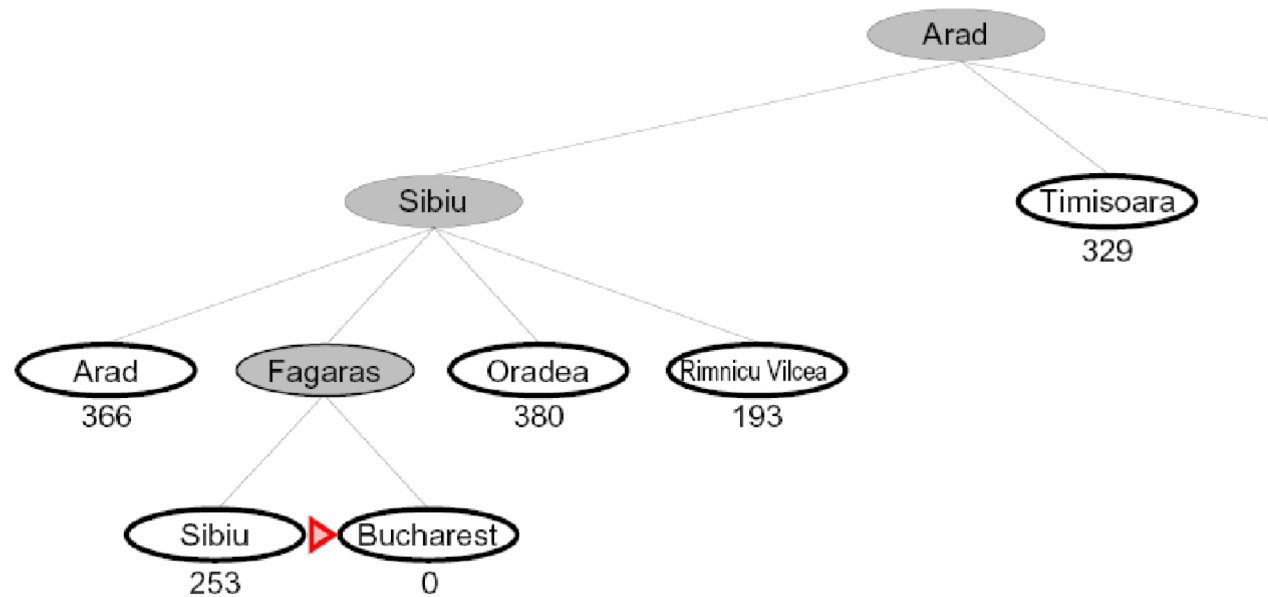 Arad
Sibiu
Timisoara
329
Arad
Fagaras
Oradea
Rimnicu Vilcea
366
380
193
Sibiu
Bucharest
253
0